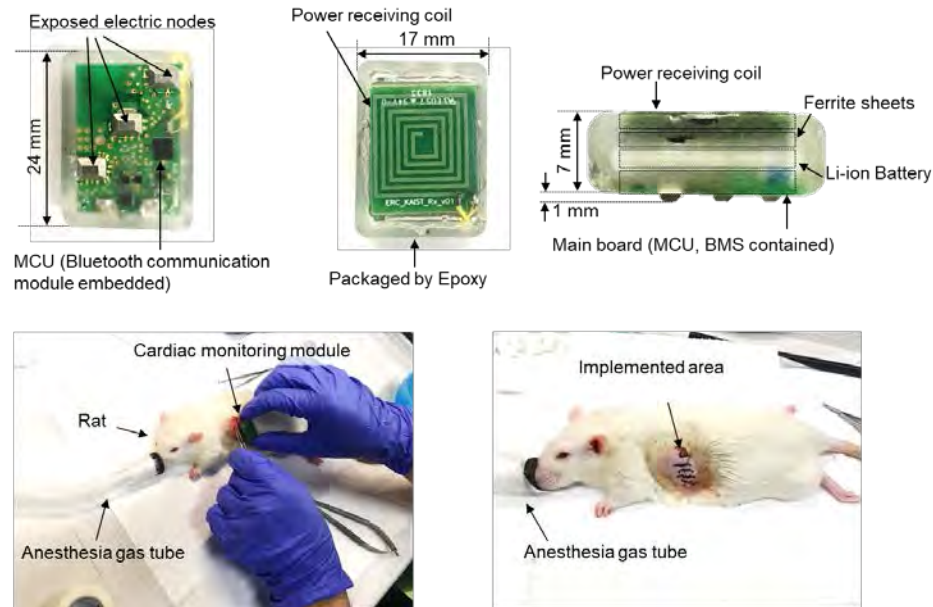 Exposed electric nodes
24 mm
MCU (Bluetooth communication
module embedded)
Power receiving coil
17 mm
ERC_KAIST_Rx_v01
Packaged by Epoxy
Power receiving coil
Ferrite sheets
7 mm
Li-ion Battery
1 mm
Main board (MCU, BMS contained)
Cardiac monitoring module
Rat
Anesthesia gas tube
Implemented area
Anesthesia gas tube